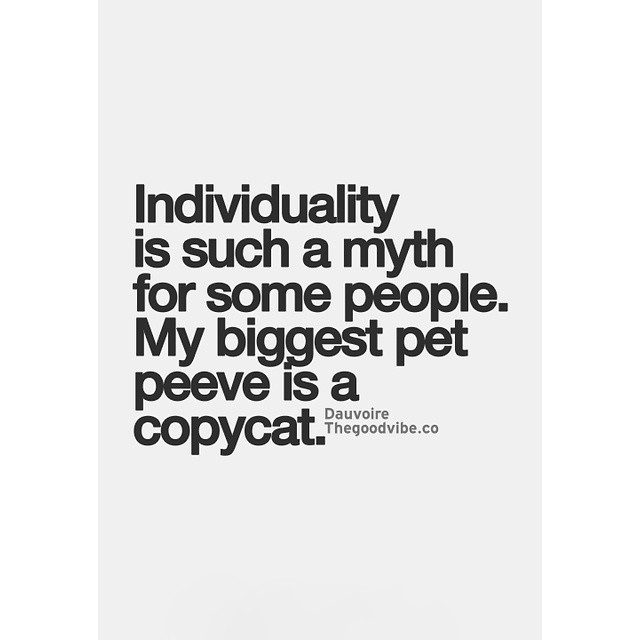 Individuality
is such a myth
for some people.
My biggest pet
peeve is a
copycat.
Dauvoire
Thegoodvibe.co